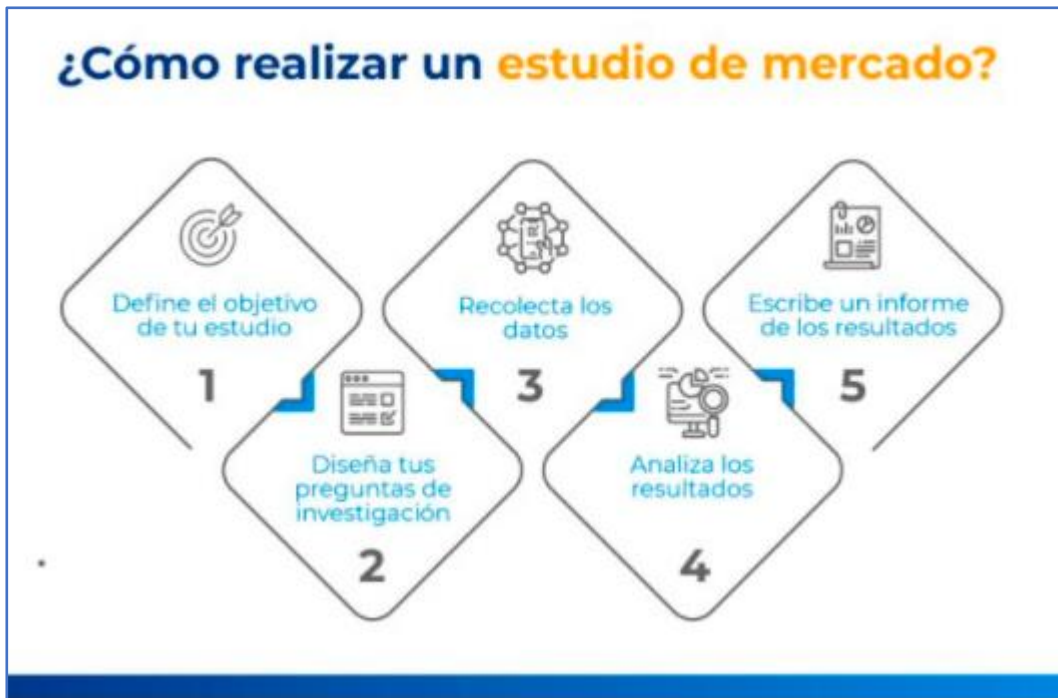 ¿Cómo realizar un estudio de mercado?
Define el objetivo
de tu estudio
1
Diseña tus
preguntas de
investigación
2
Recolecta los
datos
3
Analiza los
resultados
4
Escribe un informe
de los resultados
5